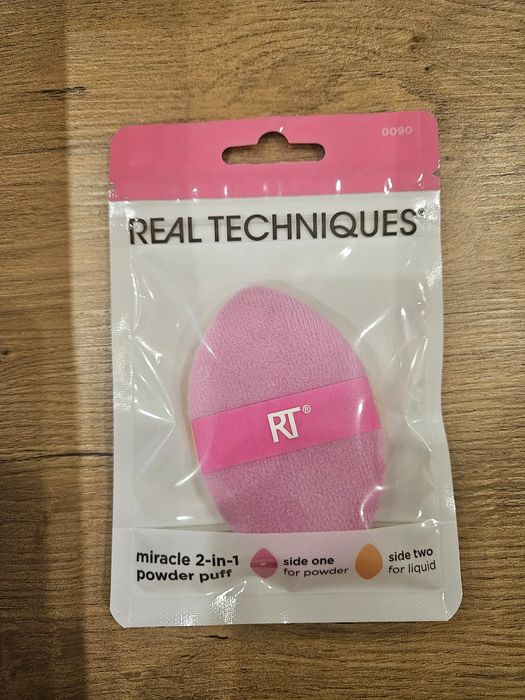 0090
REAL TECHNIQUES®
RT®
miracle 2-in-1
powder puff
side one
for powder
side two
for liquid